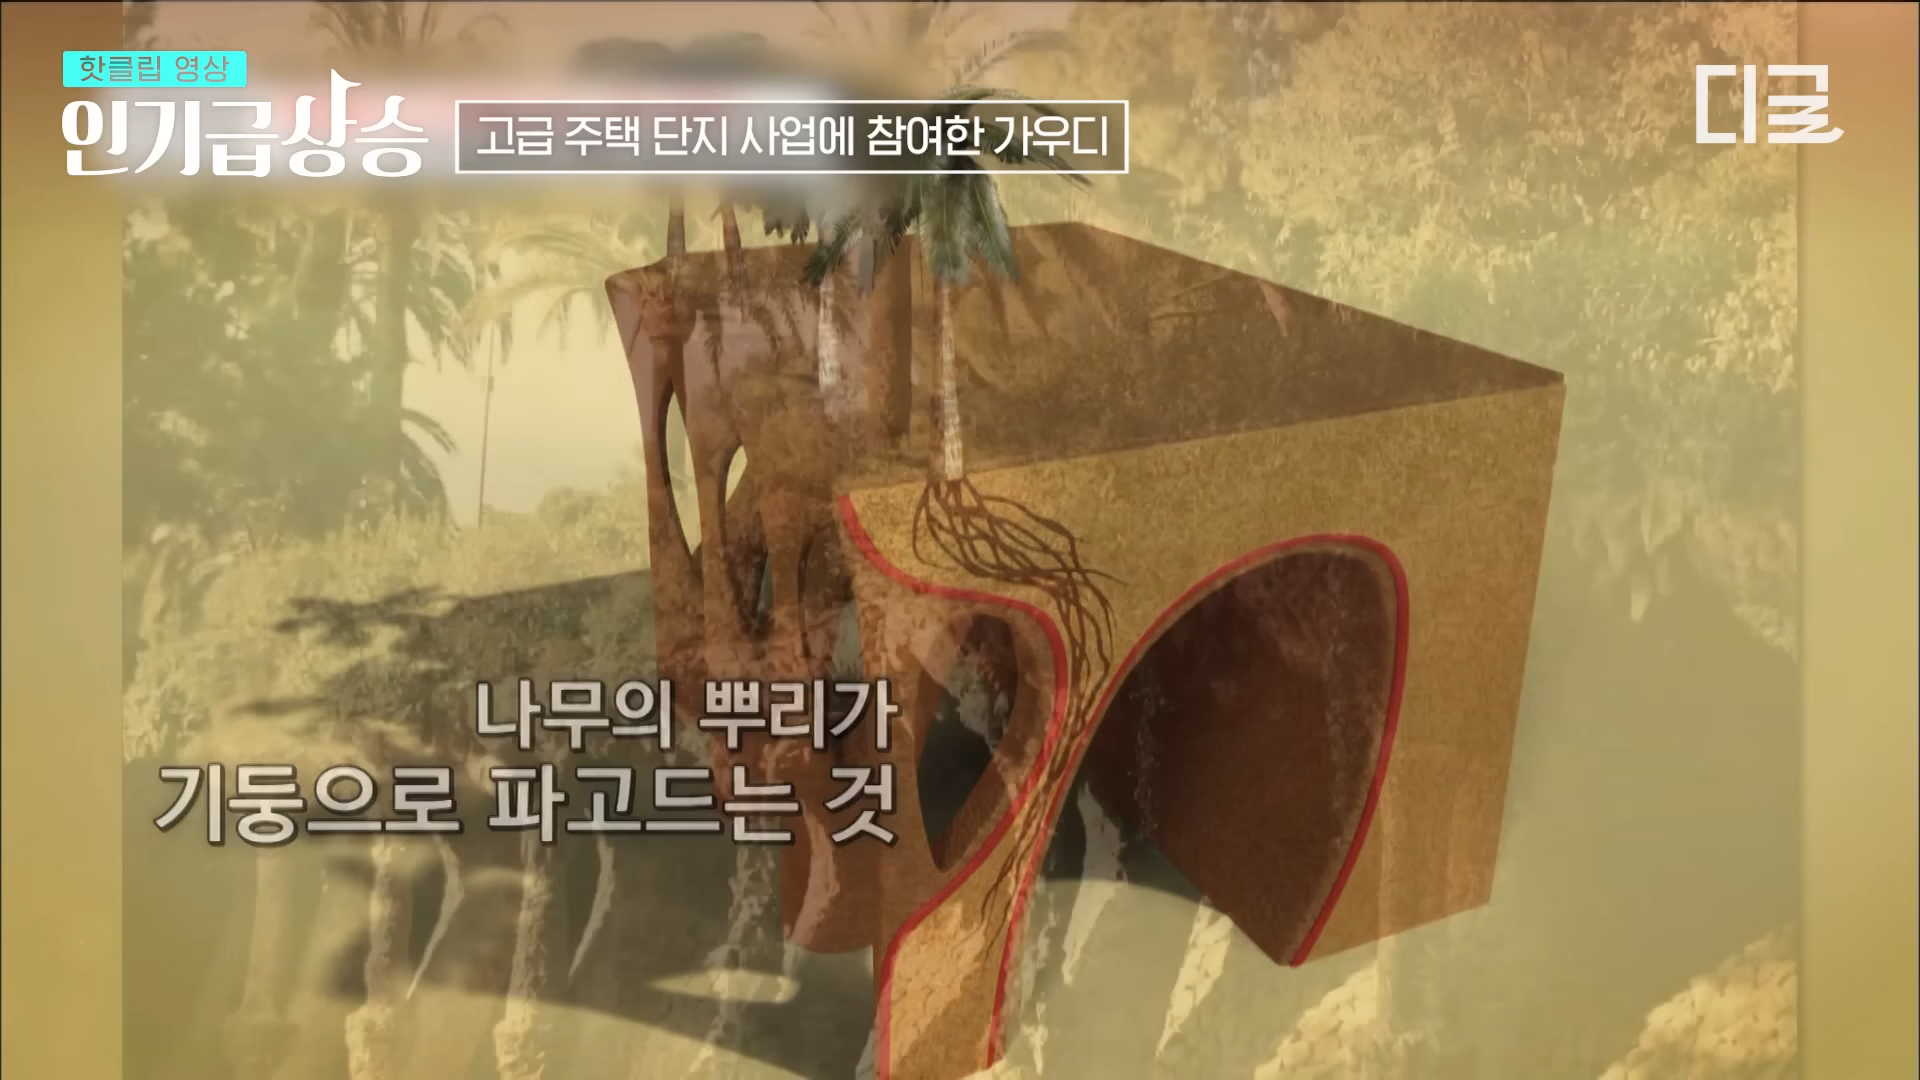 핫클립 영상
인기급상승
고급 주택 단지 사업에 참여한 가우디
디글
나무의 뿌리가
기둥으로 파고드는 것